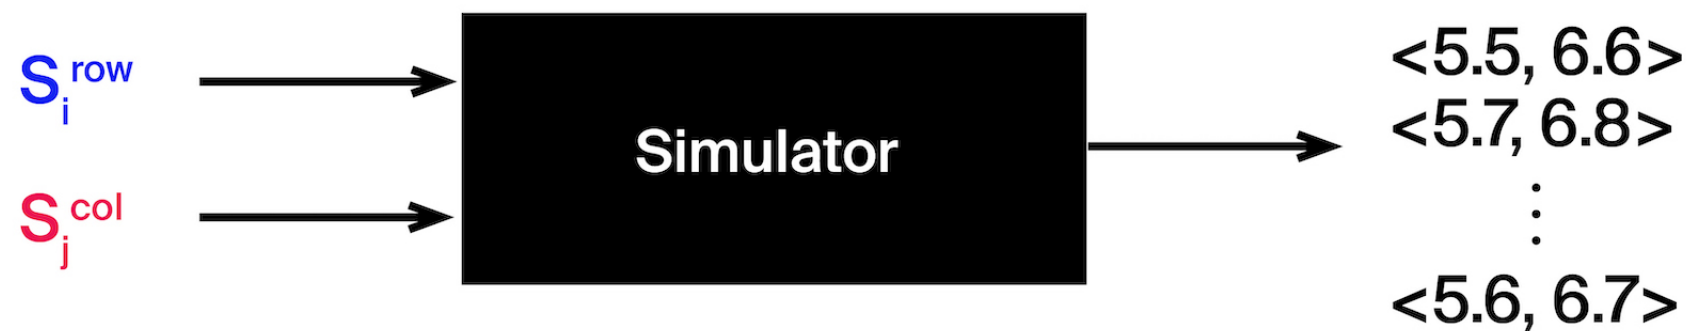 S_i^row
S_j^col
Simulator
<5.5, 6.6>
<5.7, 6.8>
⋮
<5.6, 6.7>